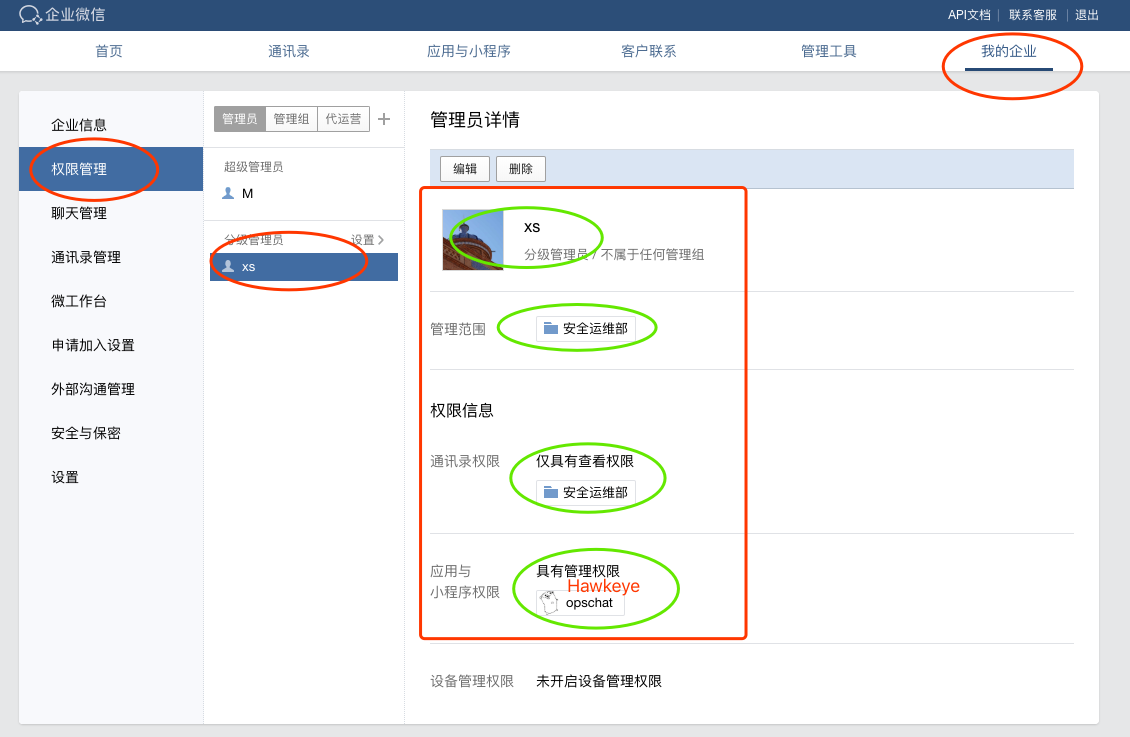 企业微信
API文档 联系客服 退出
首页 通讯录 应用与小程序 客户联系 管理工具 我的企业
企业信息
权限管理
聊天管理
通讯录管理
微工作台
申请加入设置
外部沟通管理
安全与保密
设置
管理员 管理组 代运营
超级管理员
M
分级管理员 设置
xs
管理员详情
编辑 删除
xs
分级管理员 / 不属于任何管理组
管理范围 安全运维部
权限信息
通讯录权限 仅具有查看权限
安全运维部
应用与 具有管理权限
小程序权限 Hawkeye
opschat
设备管理权限 未开启设备管理权限